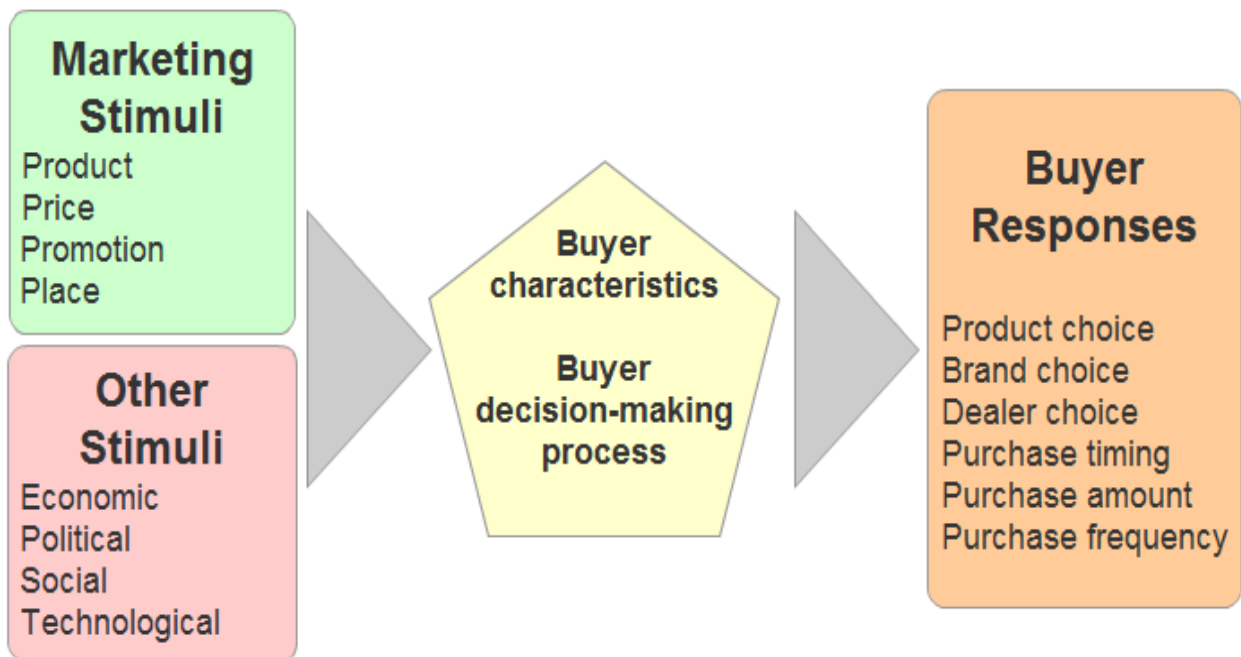 Marketing
Stimuli
Product
Price
Promotion
Place
Other
Stimuli
Economic
Political
Social
Technological
Buyer
characteristics
Buyer
decision-making
process
Buyer
Responses
Product choice
Brand choice
Dealer choice
Purchase timing
Purchase amount
Purchase frequency